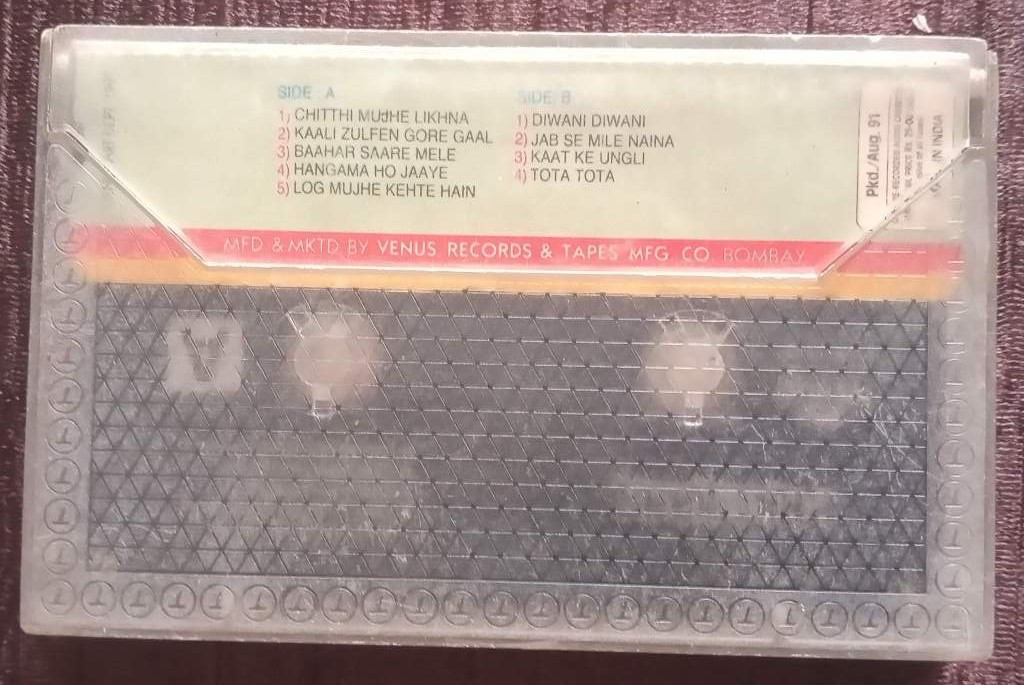 SIDE A
1) CHITTHI MUJHE LIKHNA
2) KAALI ZULFEN GORE GAAL
3) BAAHAR SAARE MELE
4) HANGAMA HO JAAYE
5) LOG MUJHE KEHTE HAIN
SIDE B
1) DIWANI DIWANI
2) JAB SE MILE NAINA
3) KAAT KE UNGLI
4) TOTA TOTA
Pkd./Aug. 91
IN INDIA
MFD & MKTD BY VENUS RECORDS & TAPES MFG CO BOMBAY